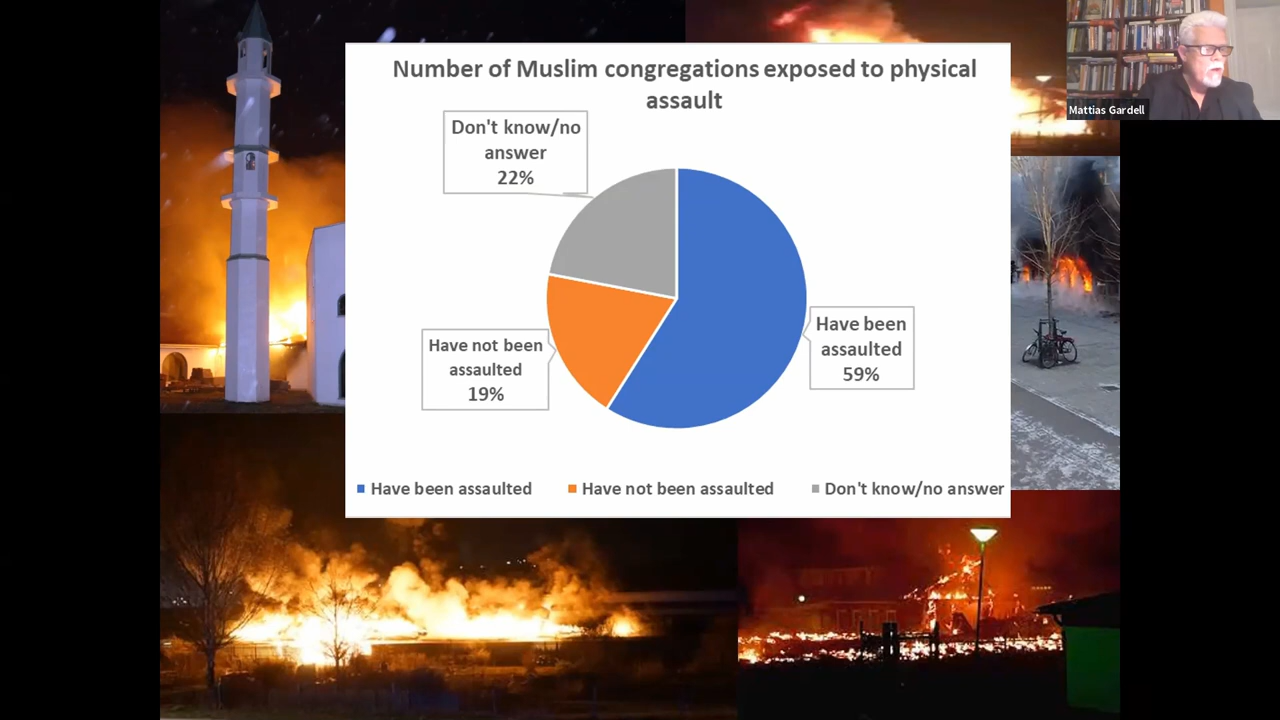 Number of Muslim congregations exposed to physical
assault
Don't know/no
answer
22%
Have not been
assaulted
19%
Have been
assaulted
59%
Have been assaulted
Have not been assaulted
Don't know/no answer
Mattias Gardell